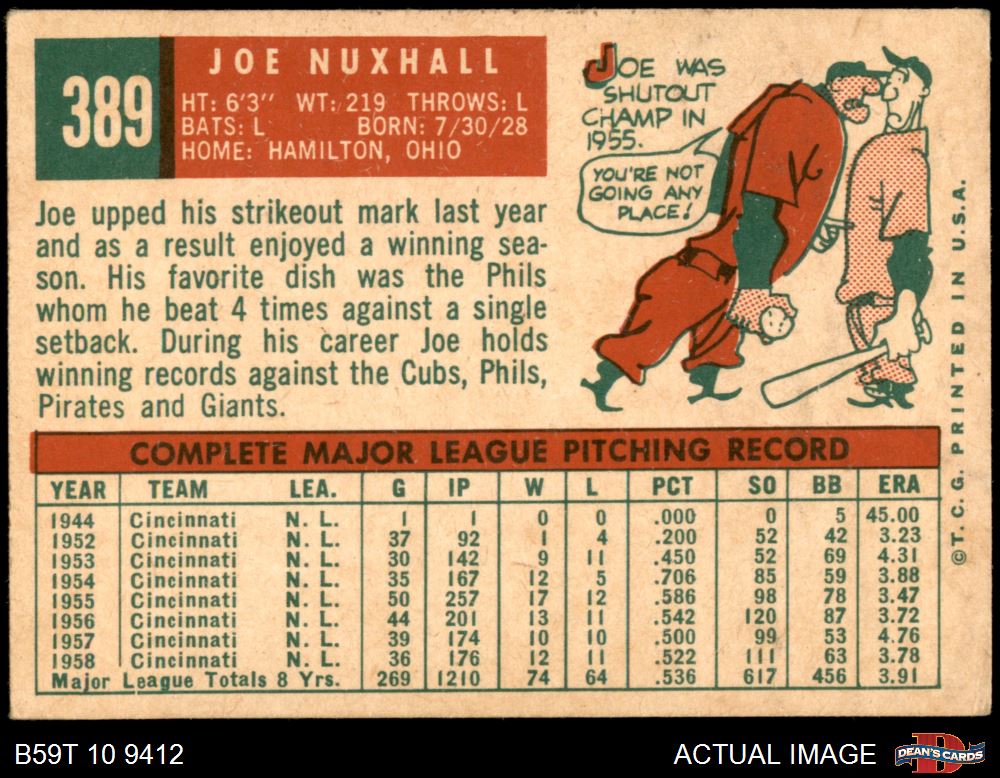 389
JOE NUXHALL
HT: 6'3" WT: 219 THROWS: L
BATS: L BORN: 7/30/28
HOME: HAMILTON, OHIO
Joe upped his strikeout mark last year
and as a result enjoyed a winning sea-
son. His favorite dish was the Phils
whom he beat 4 times against a single
setback. During his career Joe holds
winning records against the Cubs, Phils,
Pirates and Giants.
JOE WAS
SHUTOUT
CHAMP IN
1955.
YOU'RE NOT
GOING ANY
PLACE!
COMPLETE MAJOR LEAGUE PITCHING RECORD
YEAR TEAM LEA. G IP W L PCT SO BB ERA
1944 Cincinnati N. L. 1 1 0 0 .000 0 5 45.00
1952 Cincinnati N. L. 37 92 1 4 .200 52 42 3.23
1953 Cincinnati N. L. 30 142 9 11 .450 52 69 4.31
1954 Cincinnati N. L. 35 167 12 5 .706 85 59 3.88
1955 Cincinnati N. L. 50 257 17 12 .586 98 78 3.47
1956 Cincinnati N. L. 44 201 13 11 .542 120 87 3.72
1957 Cincinnati N. L. 39 174 10 10 .500 99 53 4.76
1958 Cincinnati N. L. 36 176 12 11 .522 111 63 3.78
Major League Totals 8 Yrs. 269 1210 74 64 .536 617 456 3.91
©T. C. G. PRINTED IN U.S.A.
B59T 10 9412
ACTUAL IMAGE
DEAN'S CARDS